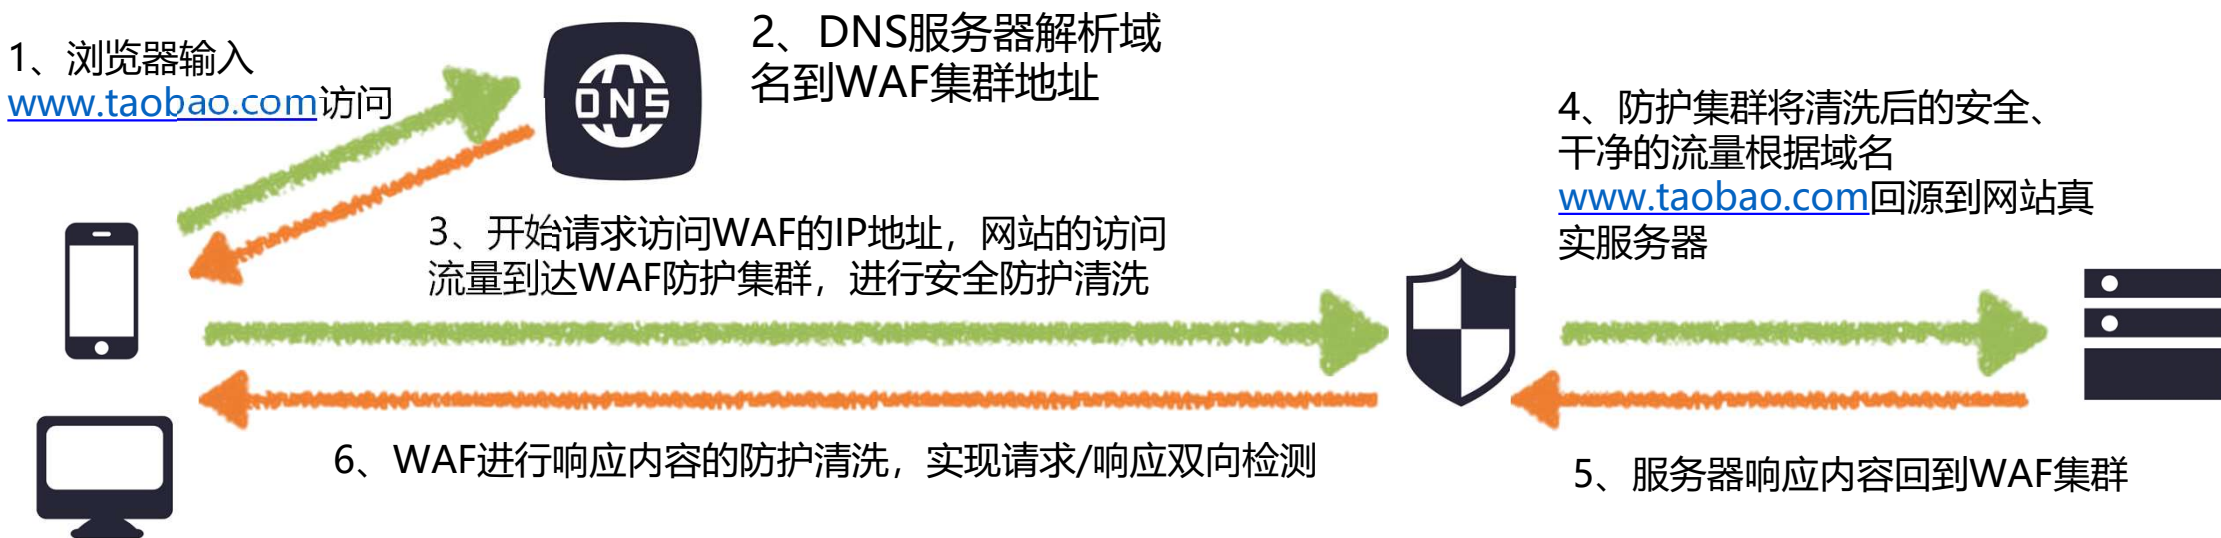 1、浏览器输入
www.taobao.com访问
DNS
2、DNS服务器解析域
名到WAF集群地址
3、开始请求访问WAF的IP地址，网站的访问
流量到达WAF防护集群，进行安全防护清洗
4、防护集群将清洗后的安全、
干净的流量根据域名
www.taobao.com回源到网站真
实服务器
6、WAF进行响应内容的防护清洗，实现请求/响应双向检测
5、服务器响应内容回到WAF集群